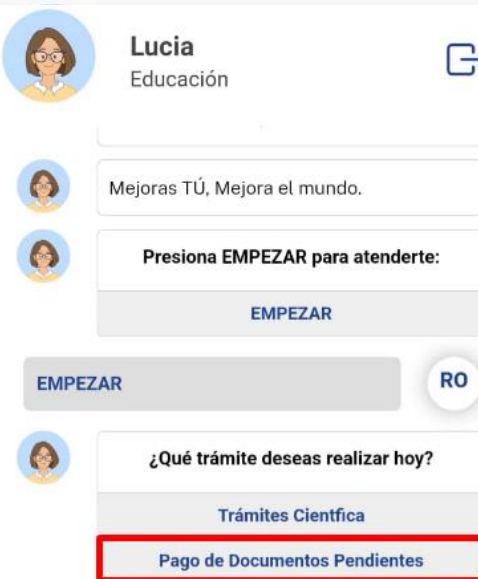 Lucia
Educación
Mejoras TÚ, Mejora el mundo.
Presiona EMPEZAR para atenderte:
EMPEZAR
EMPEZAR
RO
¿Qué trámite deseas realizar hoy?
Trámites Cientfica
Pago de Documentos Pendientes